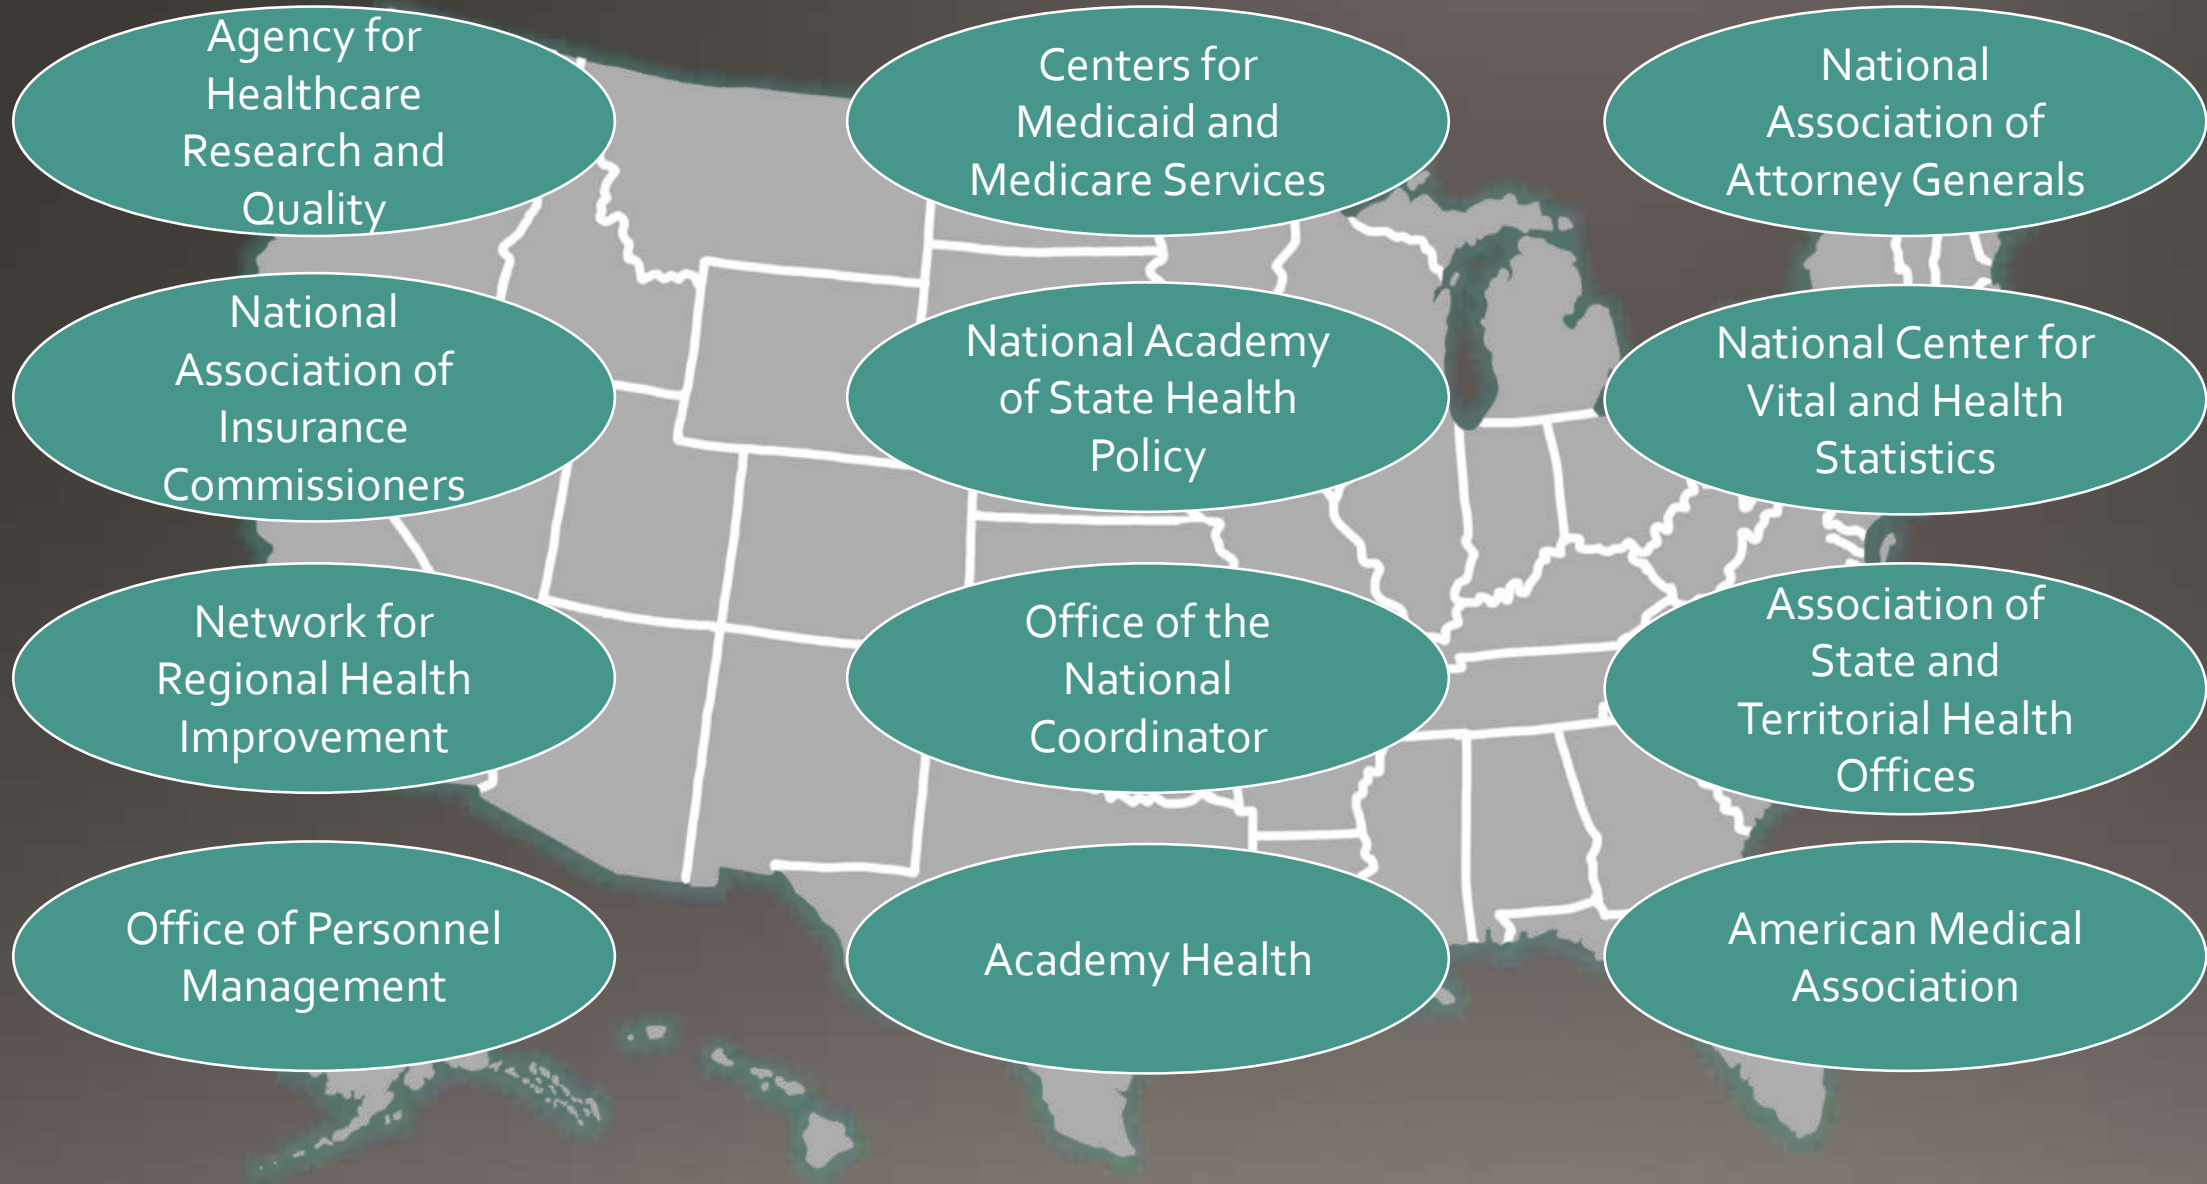 Agency for
Healthcare
Research and
Quality
Centers for
Medicaid and
Medicare Services
National
Association of
Attorney Generals
National
Association of
Insurance
Commissioners
National Academy
of State Health
Policy
National Center for
Vital and Health
Statistics
Network for
Regional Health
Improvement
Office of the
National
Coordinator
Association of
State and
Territorial Health
Offices
Office of Personnel
Management
Academy Health
American Medical
Association